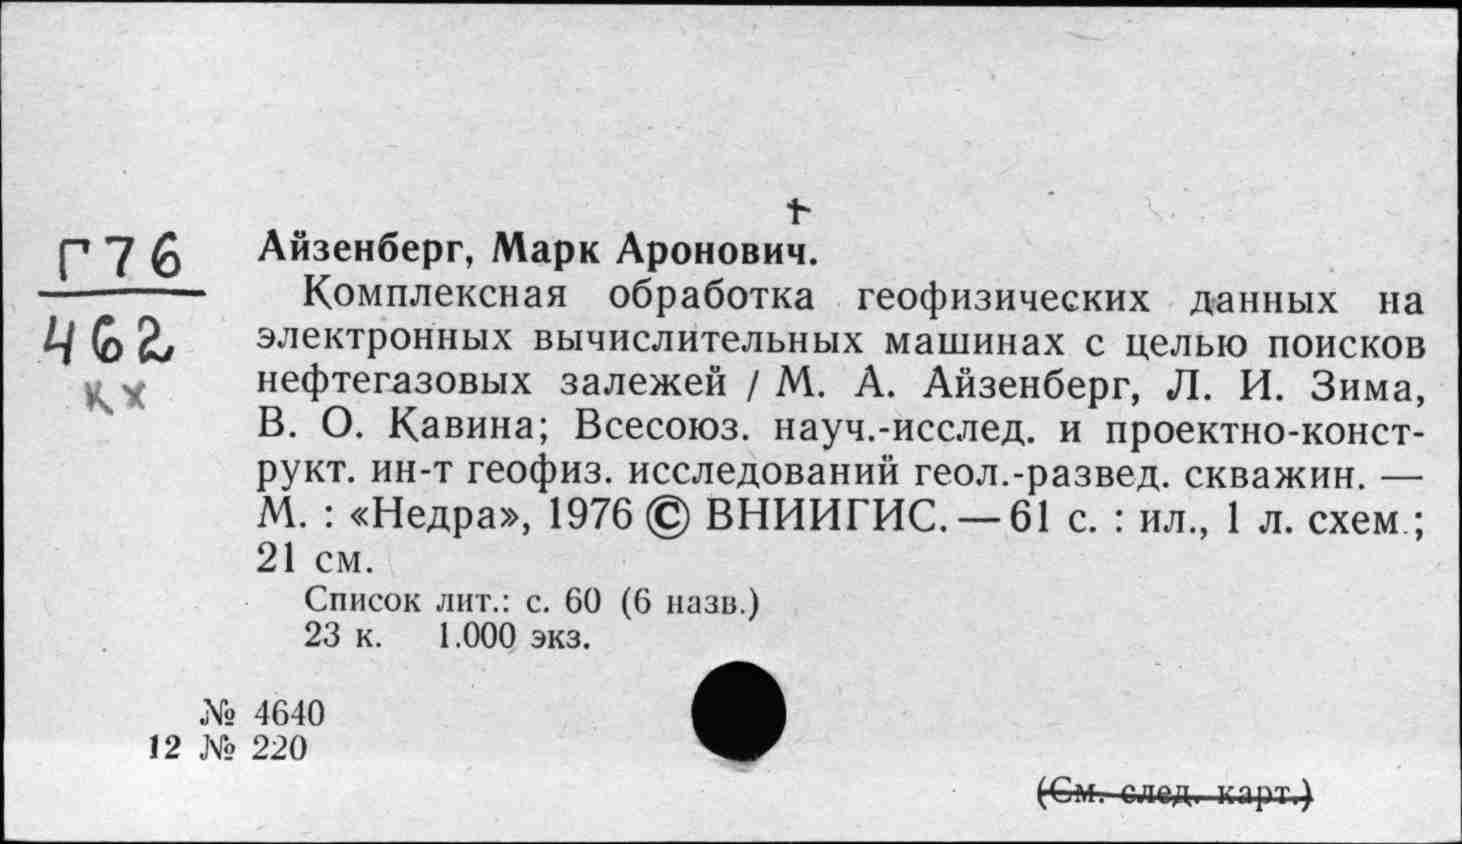 Г76
462
кх
Айзенберг, Марк Аронович.
Комплексная обработка геофизических данных на
электронных вычислительных машинах с целью поисков
нефтегазовых залежей / М. А. Айзенберг, Л. И. Зима,
В. О. Кавина; Всесоюз. науч.-исслед. и проектно-конст-
рукт. ин-т геофиз. исследований геол.-развед. скважин. —
М. : «Недра», 1976 © ВНИИГИС. — 61 с. : ил., 1 л. схем. ;
21 см.
Список лит.: с. 60 (6 назв.)
23 к. 1.000 экз.
№ 4640
12 № 220
(См. след. карт.)